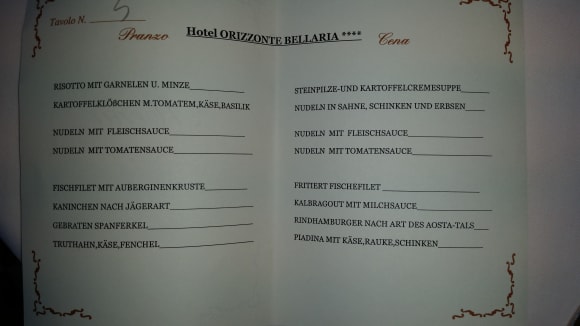 Tavolo N. 5
Pranzo
Hotel ORIZZONTE BELLARIA ****
Cena
RISOTTO MIT GARNELEN U. MINZE
KARTOFFELKLÖßCHEN M.TOMATEM,KÄSE,BASILIK
NUDELN MIT FLEISCHSAUCE
NUDELN MIT TOMATENSAUCE
FISCHFILET MIT AUBERGINENKRUSTE
KANINCHEN NACH JÄGERART
GEBRATEN SPANFERKEL
TRUTHAHN,KÄSE,FENCHEL
STEINPILZE-UND KARTOFFELCREMESUPPE
NUDELN IN SAHNE, SCHINKEN UND ERBSEN
NUDELN MIT FLEISCHSAUCE
NUDELN MIT TOMATENSAUCE
FRITIERT FISCHEFILET
KALBRAGOUT MIT MILCHSAUCE
RINDHAMBURGER NACH ART DES AOSTA-TALS
PIADINA MIT KÄSE,RAUKE,SCHINKEN